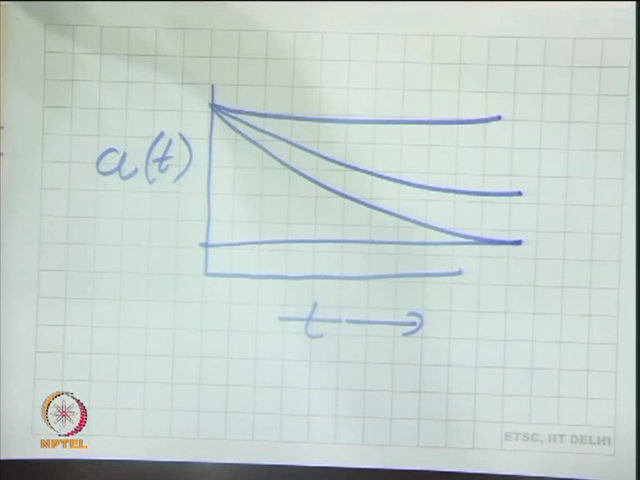 a(t)
t →
NPTEL
ETSC, IIT DELHI